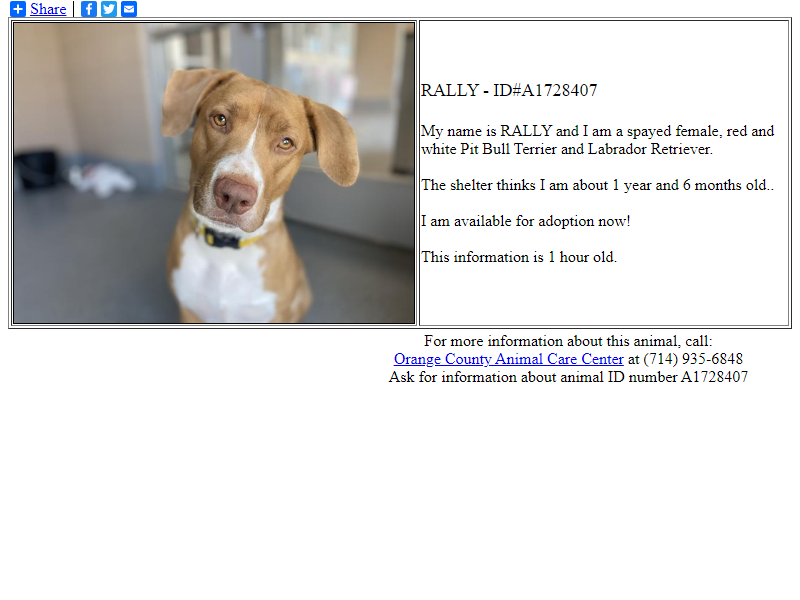 Share
RALLY - ID#A1728407
My name is RALLY and I am a spayed female, red and
white Pit Bull Terrier and Labrador Retriever.
The shelter thinks I am about 1 year and 6 months old..
I am available for adoption now!
This information is 1 hour old.
For more information about this animal, call:
Orange County Animal Care Center at (714) 935-6848
Ask for information about animal ID number A1728407